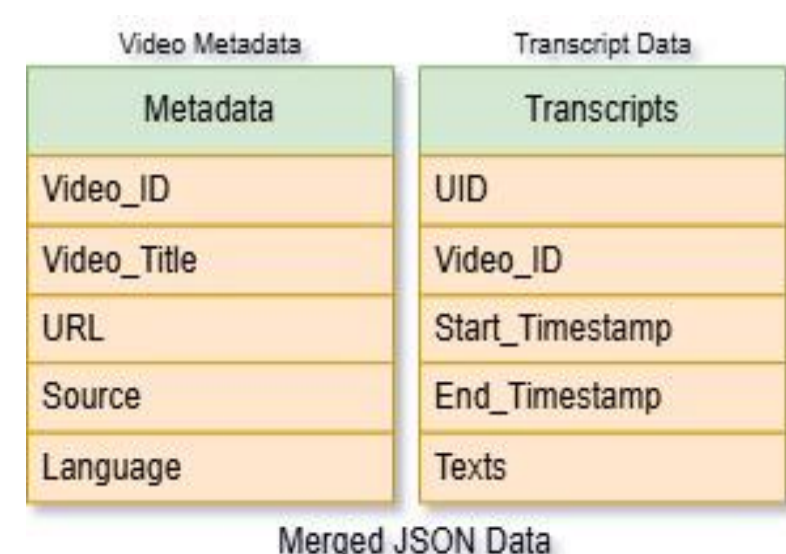 Video Metadata
Metadata
Video_ID
Video_Title
URL
Source
Language
Transcript Data
Transcripts
UID
Video_ID
Start_Timestamp
End_Timestamp
Texts
Merged JSON Data